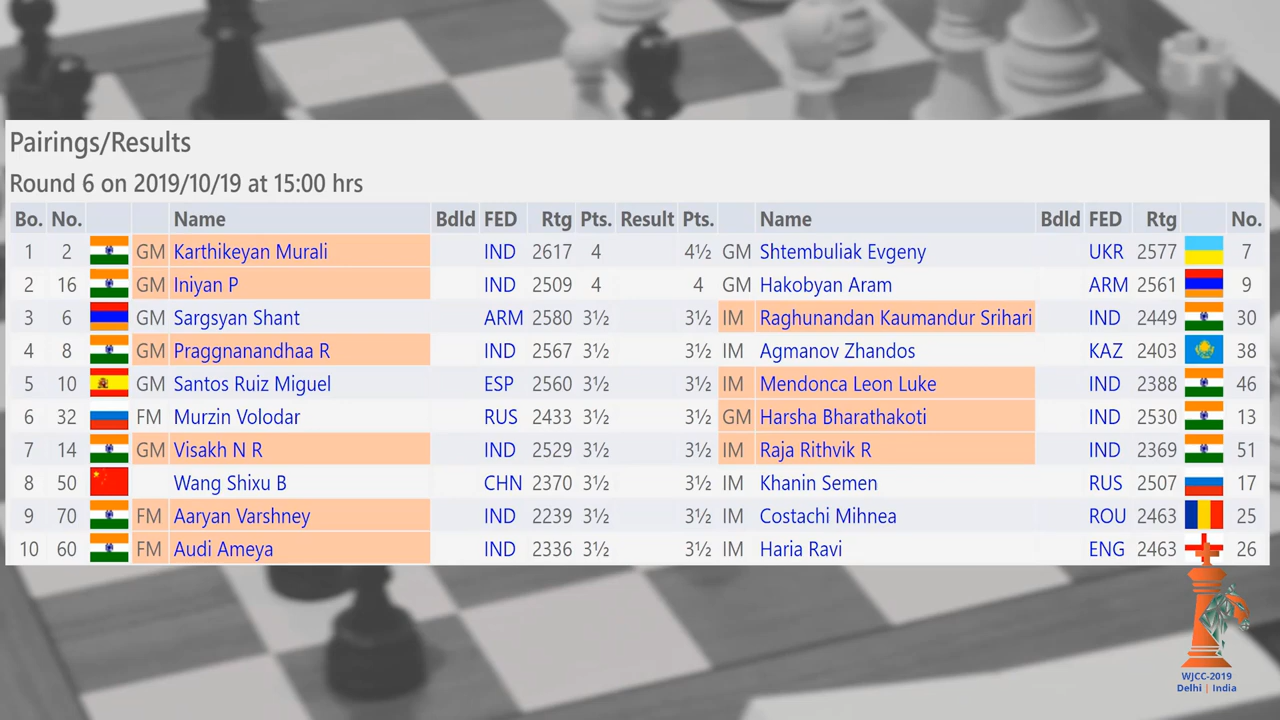 Pairings/Results
Round 6 on 2019/10/19 at 15:00 hrs
Bo. No. Name Bdld FED Rtg Pts. Result Pts. Name Bdld FED Rtg No.
1 2 GM Karthikeyan Murali IND 2617 4 4½ GM Shtembuliak Evgeny UKR 2577 7
2 16 GM Iniyan P IND 2509 4 4 GM Hakobyan Aram ARM 2561 9
3 6 GM Sargsyan Shant ARM 2580 3½ 3½ IM Raghunandan Kaumandur Srihari IND 2449 30
4 8 GM Praggnanandhaa R IND 2567 3½ 3½ IM Agmanov Zhandos KAZ 2403 38
5 10 GM Santos Ruiz Miguel ESP 2560 3½ 3½ IM Mendonca Leon Luke IND 2388 46
6 32 FM Murzin Volodar RUS 2433 3½ 3½ GM Harsha Bharathakoti IND 2530 13
7 14 GM Visakh N R IND 2529 3½ 3½ IM Raja Rithvik R IND 2369 51
8 50 Wang Shixu B CHN 2370 3½ 3½ IM Khanin Semen RUS 2507 17
9 70 FM Aaryan Varshney IND 2239 3½ 3½ IM Costachi Mihnea ROU 2463 25
10 60 FM Audi Ameya IND 2336 3½ 3½ IM Haria Ravi ENG 2463 26
WJCC-2019
Delhi | India